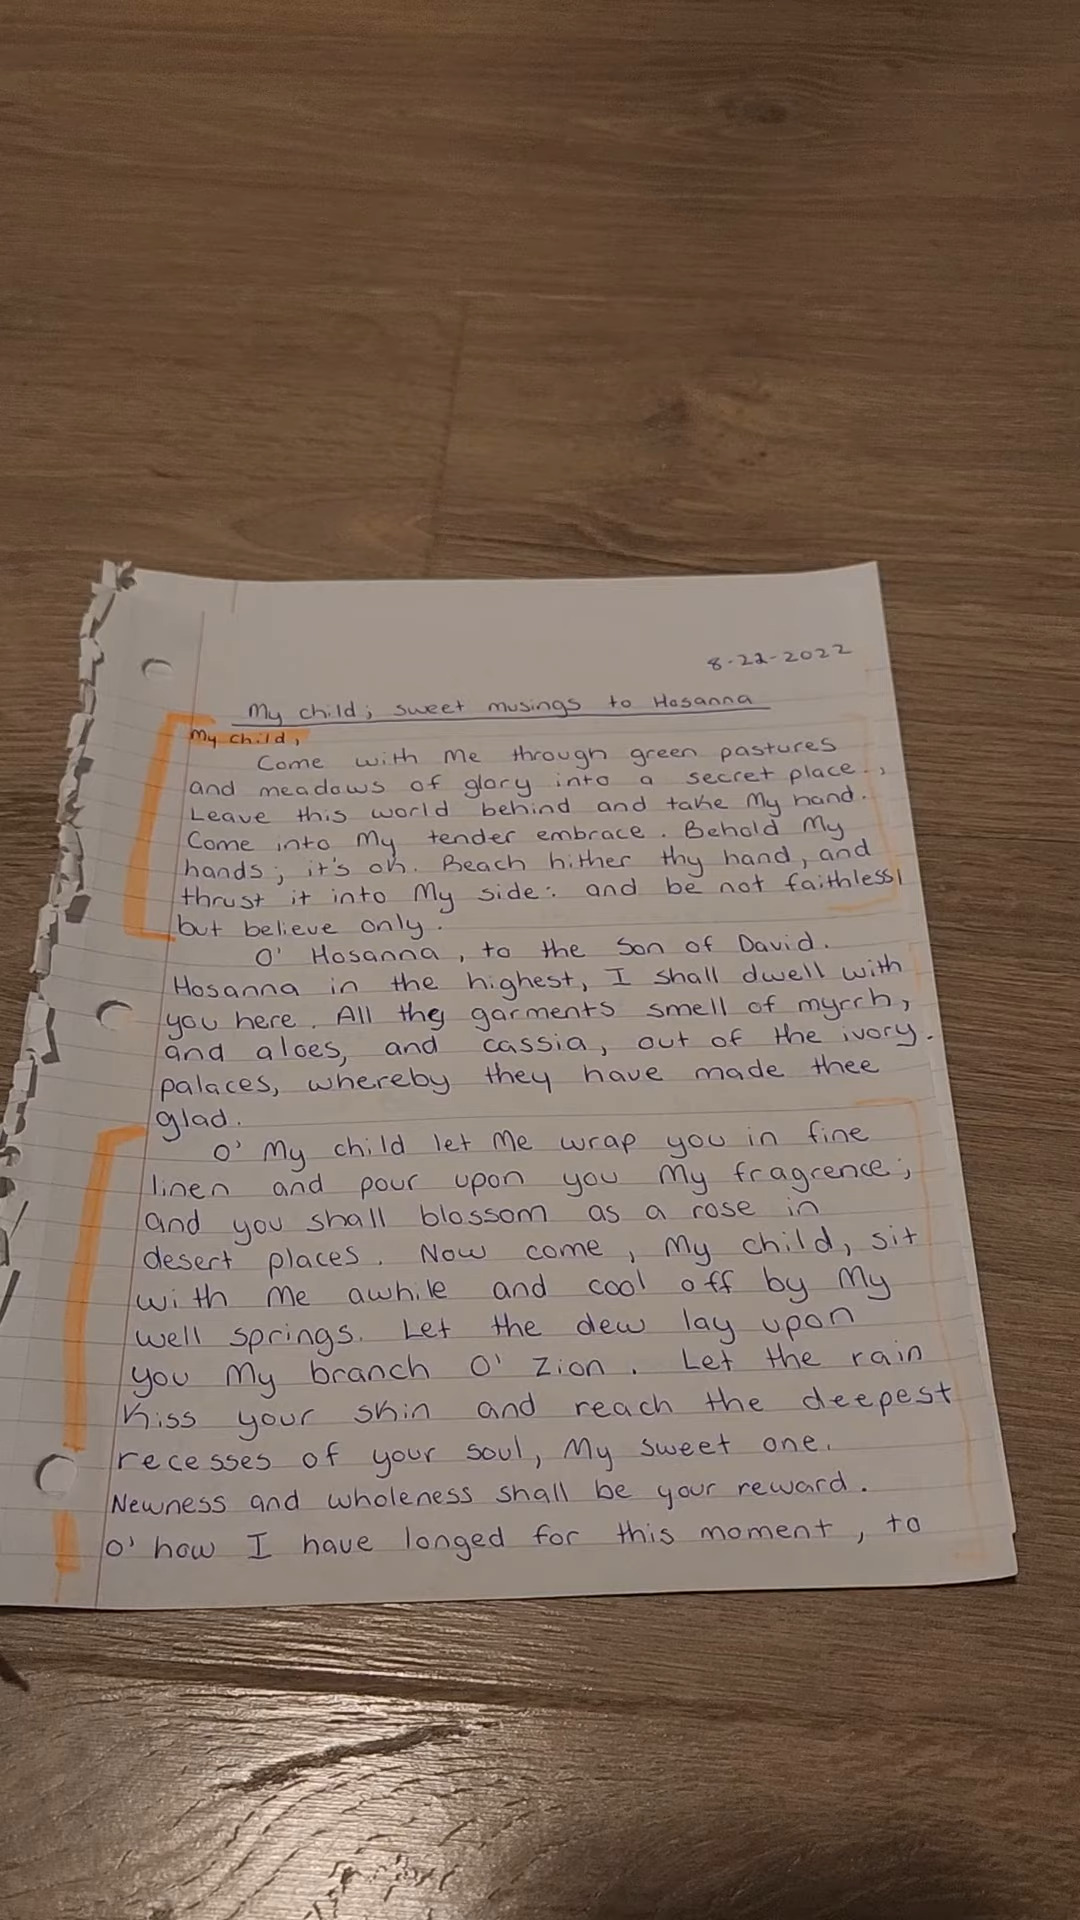 8-22-2022
My child; sweet musings to Hosanna
My child,
Come with Me through green pastures
and meadows of glory into a secret place.,
Leave this world behind and take My hand.
Come into My tender embrace. Behold My
hands; it's oh. Beach hither thy hand, and
thrust it into My side: and be not faithless,
but believe only.
O' Hosanna, to the Son of David.
Hosanna in the highest, I shall dwell with
you here. All thy garments smell of myrrh,
and aloes, and cassia, out of the ivory.
palaces, whereby they have made thee
glad.
O' My child let Me wrap you in fine
linen and pour upon you My fragrence;
and you shall blossom as a rose in
desert places. Now come, My child, sit
with Me awhile and cool off by My
well springs. Let the dew lay upon
you My branch O' Zion. Let the rain
kiss your skin and reach the deepest
recesses of your soul, My sweet one.
Newness and wholeness shall be your reward.
O' how I have longed for this moment, to